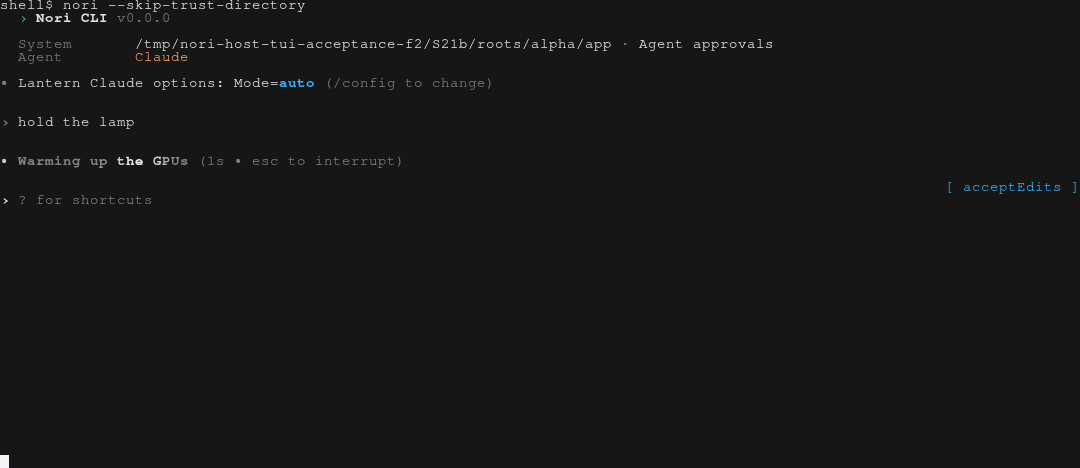 shell$ nori --skip-trust-directory
› Nori CLI v0.0.0
System /tmp/nori-host-tui-acceptance-f2/S21b/roots/alpha/app · Agent approvals
Agent Claude
• Lantern Claude options: Mode=auto (/config to change)
› hold the lamp
• Warming up the GPUs (1s • esc to interrupt)
[ acceptEdits ]
› ? for shortcuts